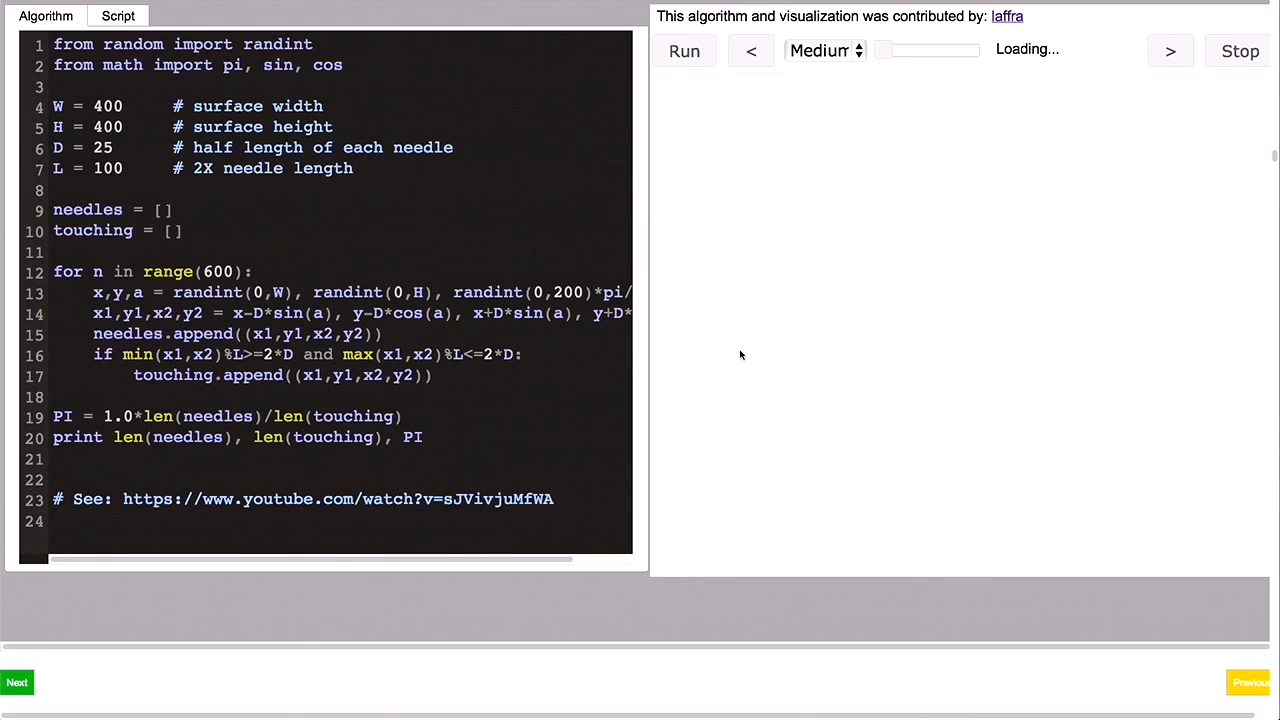 Algorithm Script
1 from random import randint
2 from math import pi, sin, cos
3
4 W = 400 # surface width
5 H = 400 # surface height
6 D = 25 # half length of each needle
7 L = 100 # 2X needle length
8
9 needles = []
10 touching = []
11
12 for n in range(600):
13 x,y,a = randint(0,W), randint(0,H), randint(0,200)*pi/
14 x1,y1,x2,y2 = x-D*sin(a), y-D*cos(a), x+D*sin(a), y+D*
15 needles.append((x1,y1,x2,y2))
16 if min(x1,x2)%L>=2*D and max(x1,x2)%L<=2*D:
17 touching.append((x1,y1,x2,y2))
18
19 PI = 1.0*len(needles)/len(touching)
20 print len(needles), len(touching), PI
21
22
23 # See: https://www.youtube.com/watch?v=sJVivjuMfWA
24
This algorithm and visualization was contributed by: laffra
Run < Medium Loading... > Stop
Next
Previous